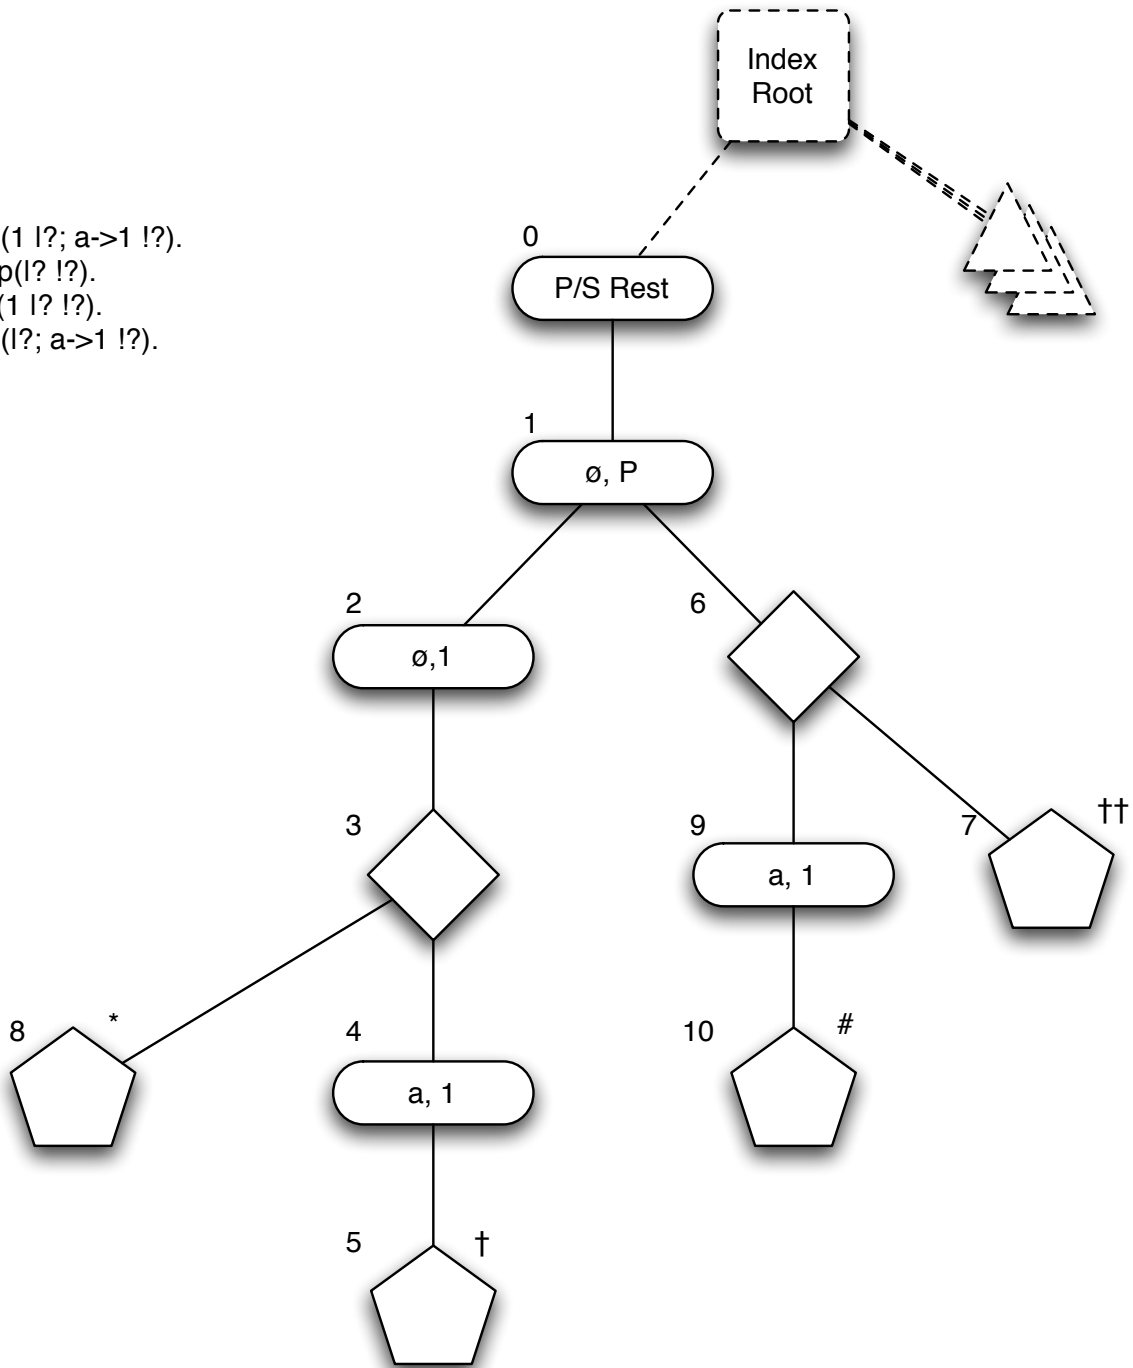 Index
Root
(1 |?; a->1 !?).
p(|? !?).
(1 |? !?).
(|?; a->1 !?).
0
P/S Rest
1
ø, P
2
ø,1
6
3
9
a, 1
7
††
8
*
4
a, 1
10
#
5
†